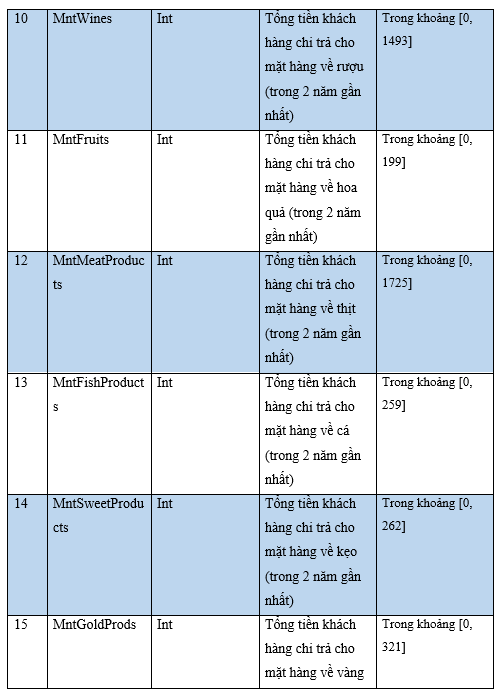 10 MntWines Int Tổng tiền khách Trong khoảng [0,
hàng chi trả cho 1493]
mặt hàng về rượu
(trong 2 năm gần
nhất)
11 MntFruits Int Tổng tiền khách Trong khoảng [0,
hàng chi trả cho 199]
mặt hàng về hoa
quả (trong 2 năm
gần nhất)
12 MntMeatProduc Int Tổng tiền khách Trong khoảng [0,
ts hàng chi trả cho 1725]
mặt hàng về thịt
(trong 2 năm gần
nhất)
13 MntFishProduct Int Tổng tiền khách Trong khoảng [0,
s hàng chi trả cho 259]
mặt hàng về cá
(trong 2 năm gần
nhất)
14 MntSweetProdu Int Tổng tiền khách Trong khoảng [0,
cts hàng chi trả cho 262]
mặt hàng về kẹo
(trong 2 năm gần
nhất)
15 MntGoldProds Int Tổng tiền khách Trong khoảng [0,
hàng chi trả cho 321]
mặt hàng về vàng